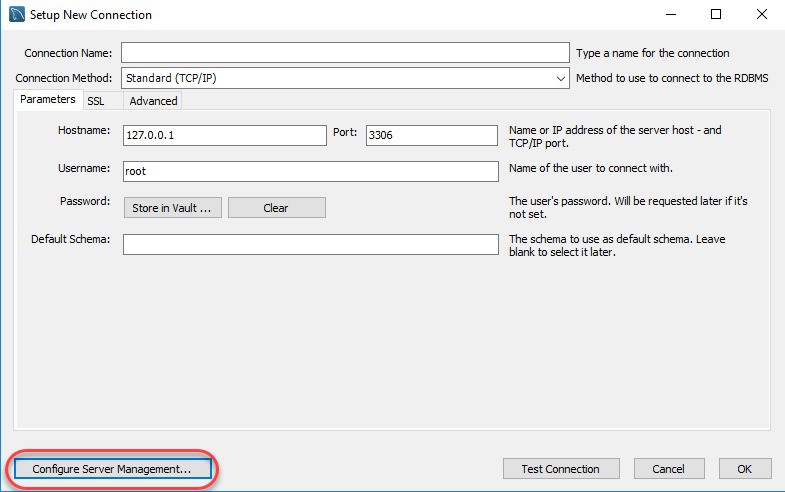 Setup New Connection
Connection Name: Type a name for the connection
Connection Method: Standard (TCP/IP) Method to use to connect to the RDBMS
Parameters SSL Advanced
Hostname: 127.0.0.1 Port: 3306 Name or IP address of the server host - and
TCP/IP port.
Username: root Name of the user to connect with.
Password: Store in Vault ... Clear The user's password. Will be requested later if it's
not set.
Default Schema: The schema to use as default schema. Leave
blank to select it later.
Configure Server Management... Test Connection Cancel OK